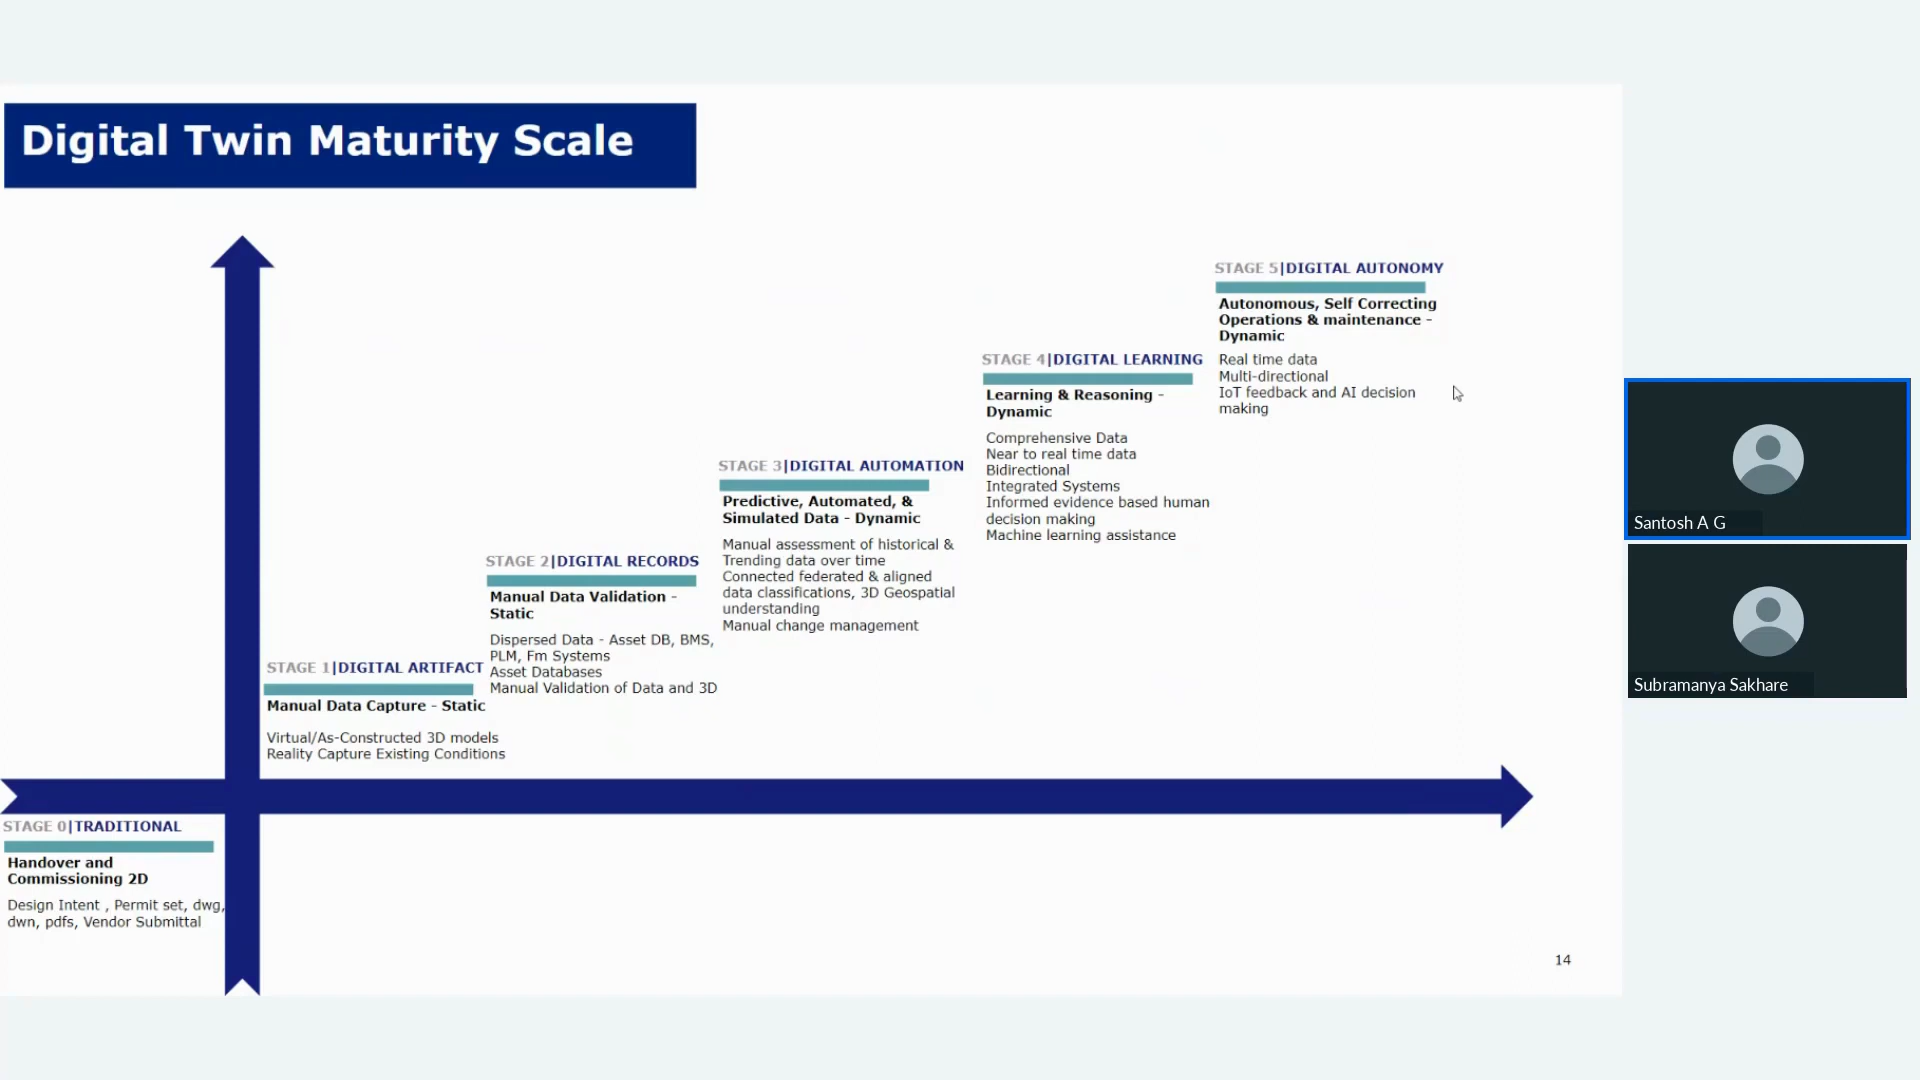 Digital Twin Maturity Scale
STAGE 5|DIGITAL AUTONOMY
Autonomous, Self Correcting
Operations & maintenance -
Dynamic
Real time data
Multi-directional
IoT feedback and AI decision
making
STAGE 4|DIGITAL LEARNING
Learning & Reasoning -
Dynamic
Comprehensive Data
Near to real time data
Bidirectional
Integrated Systems
Informed evidence based human
decision making
Machine learning assistance
STAGE 3|DIGITAL AUTOMATION
Predictive, Automated, &
Simulated Data - Dynamic
Manual assessment of historical &
Trending data over time
Connected federated & aligned
data classifications, 3D Geospatial
understanding
Manual change management
STAGE 2|DIGITAL RECORDS
Manual Data Validation -
Static
Dispersed Data - Asset DB, BMS,
PLM, Fm Systems
Asset Databases
Manual Validation of Data and 3D
STAGE 1|DIGITAL ARTIFACT
Manual Data Capture - Static
Virtual/As-Constructed 3D models
Reality Capture Existing Conditions
STAGE 0|TRADITIONAL
Handover and
Commissioning 2D
Design Intent , Permit set, dwg,
dwn, pdfs, Vendor Submittal
14
Santosh A G
Subramanya Sakhare